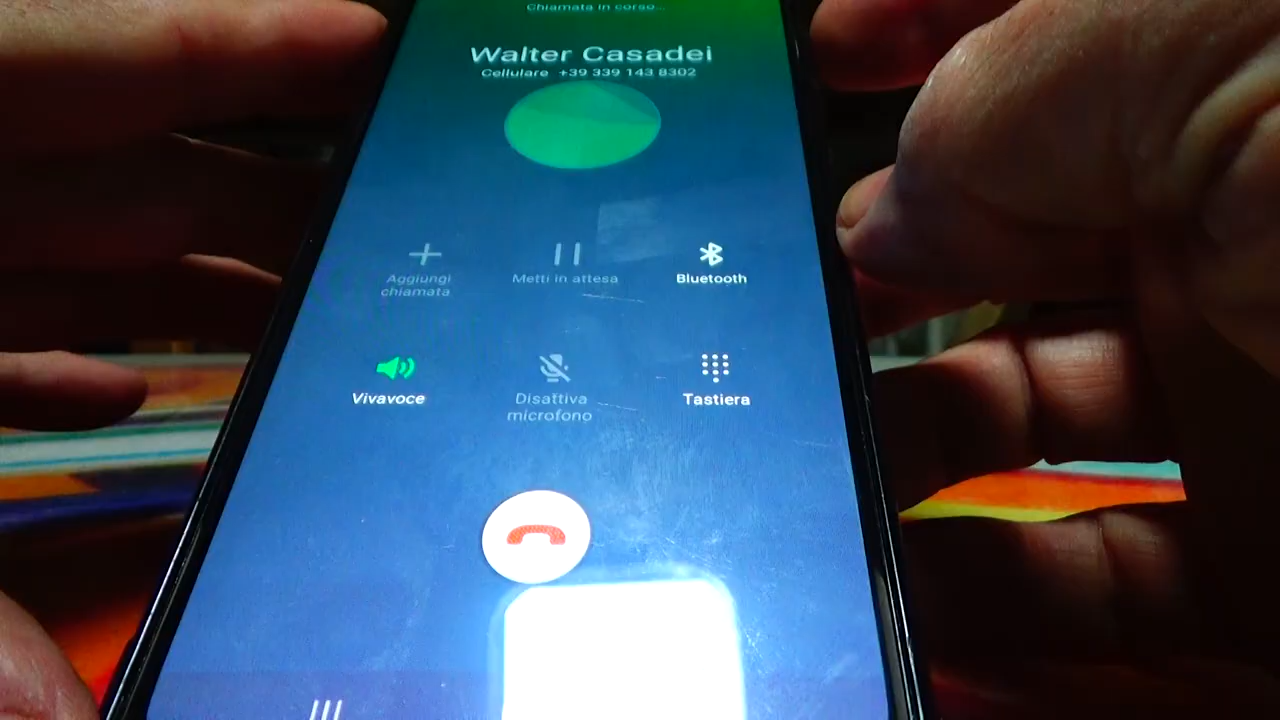 Chiamata in corso...
Walter Casadei
Cellulare +39 339 143 8302
Aggiungi
chiamata
Metti in attesa
Bluetooth
Vivavoce
Disattiva
microfono
Tastiera